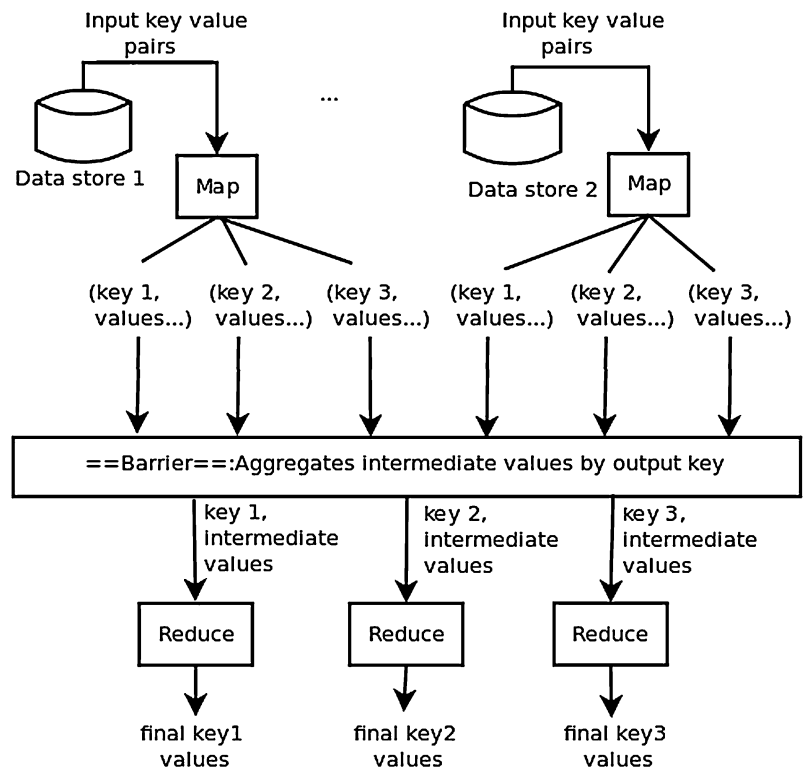 Input key value
pairs
Input key value
pairs
...
Data store 1
Map
Data store 2
Map
(key 1,
values...)
(key 2,
values...)
(key 3,
values...)
(key 1,
values...)
(key 2,
values...)
(key 3,
values...)
==Barrier==:Aggregates intermediate values by output key
key 1,
intermediate
values
key 2,
intermediate
values
key 3,
intermediate
values
Reduce
Reduce
Reduce
final key1
values
final key2
values
final key3
values